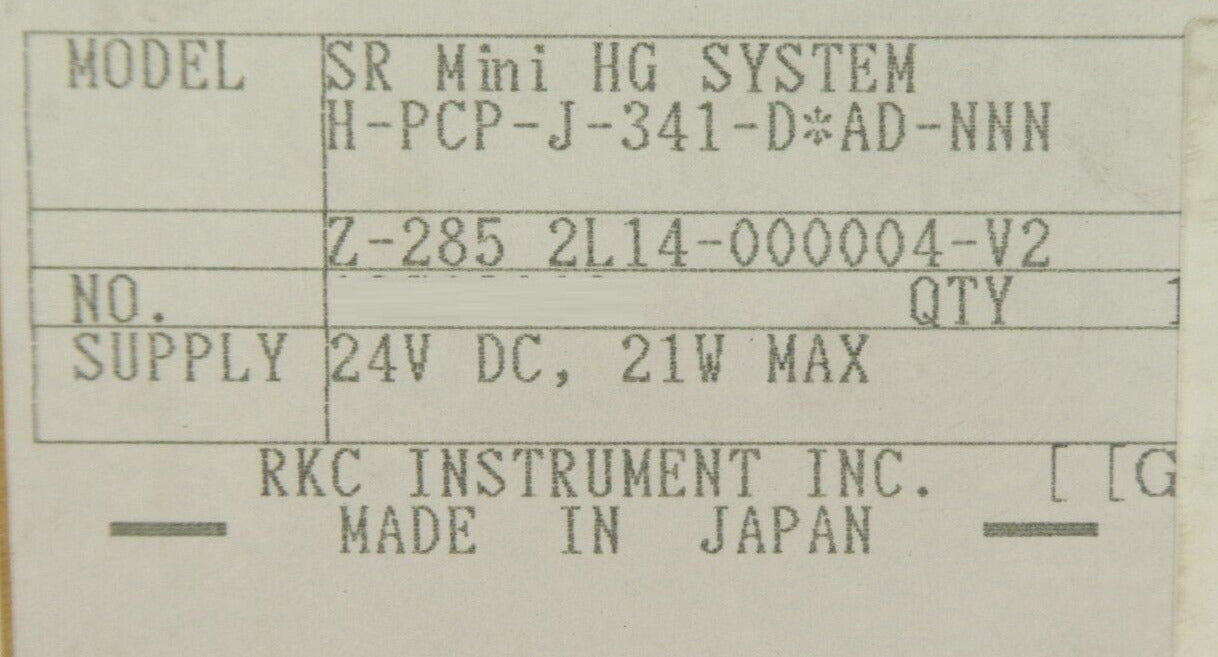 MODEL SR Mini HG SYSTEM
H-PCP-J-341-D*AD-NNN
Z-285 2L14-000004-V2
NO. QTY 1
SUPPLY 24V DC, 21W MAX
RKC INSTRUMENT INC. [ [G
MADE IN JAPAN